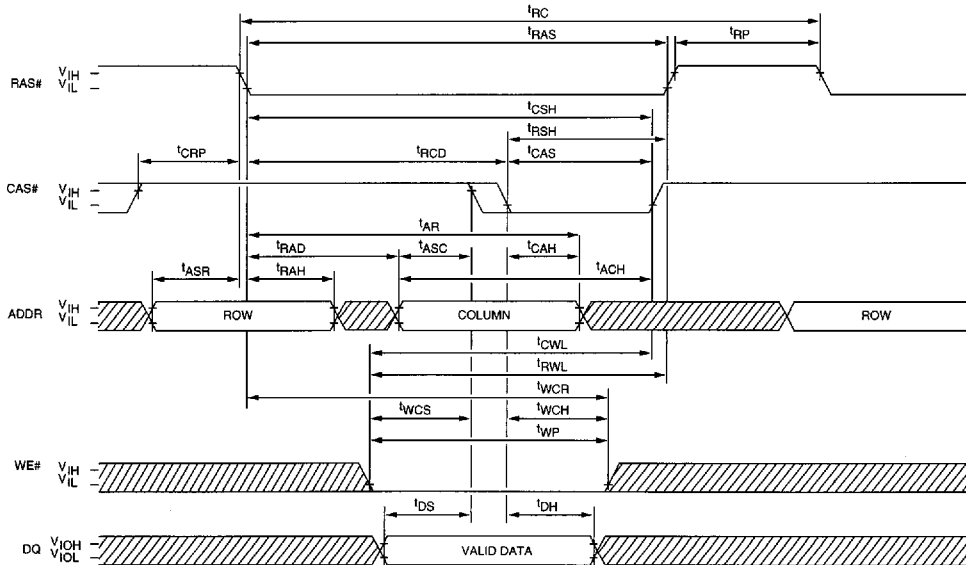 tRC
tRAS
tRP
RAS# VIH
VIL
tCSH
tRSH
tCRP
tRCD
tCAS
CAS# VIH
VIL
tAR
tRAD
tASC
tCAH
tASR
tRAH
tACH
ADDR VIH
VIL
ROW
COLUMN
ROW
tCWL
tRWL
tWCR
tWCS
tWCH
tWP
WE# VIH
VIL
tDS
tDH
DQ VIOH
VIOL
VALID DATA